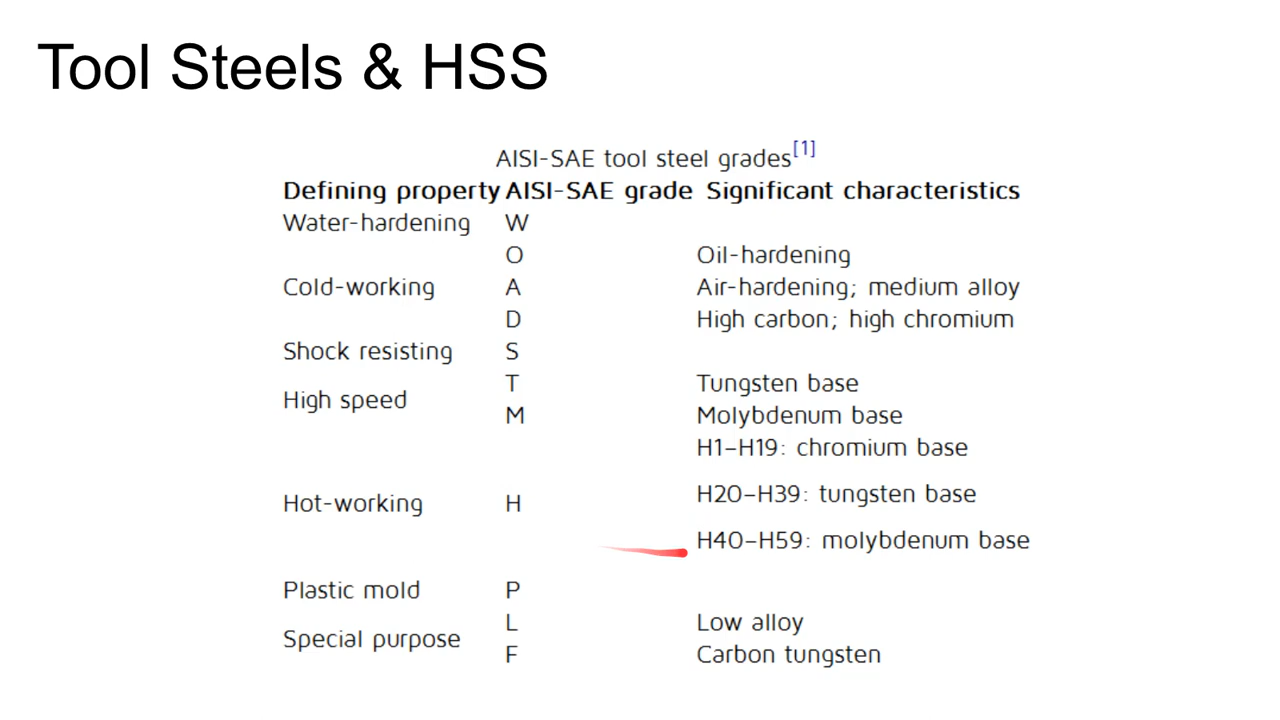 Tool Steels & HSS
AISI-SAE tool steel grades[1]
Defining property AISI-SAE grade Significant characteristics
Water-hardening W
O Oil-hardening
Cold-working A Air-hardening; medium alloy
D High carbon; high chromium
Shock resisting S
T Tungsten base
High speed
M Molybdenum base
H1–H19: chromium base
H20–H39: tungsten base
Hot-working H
H40–H59: molybdenum base
Plastic mold P
L Low alloy
Special purpose
F Carbon tungsten